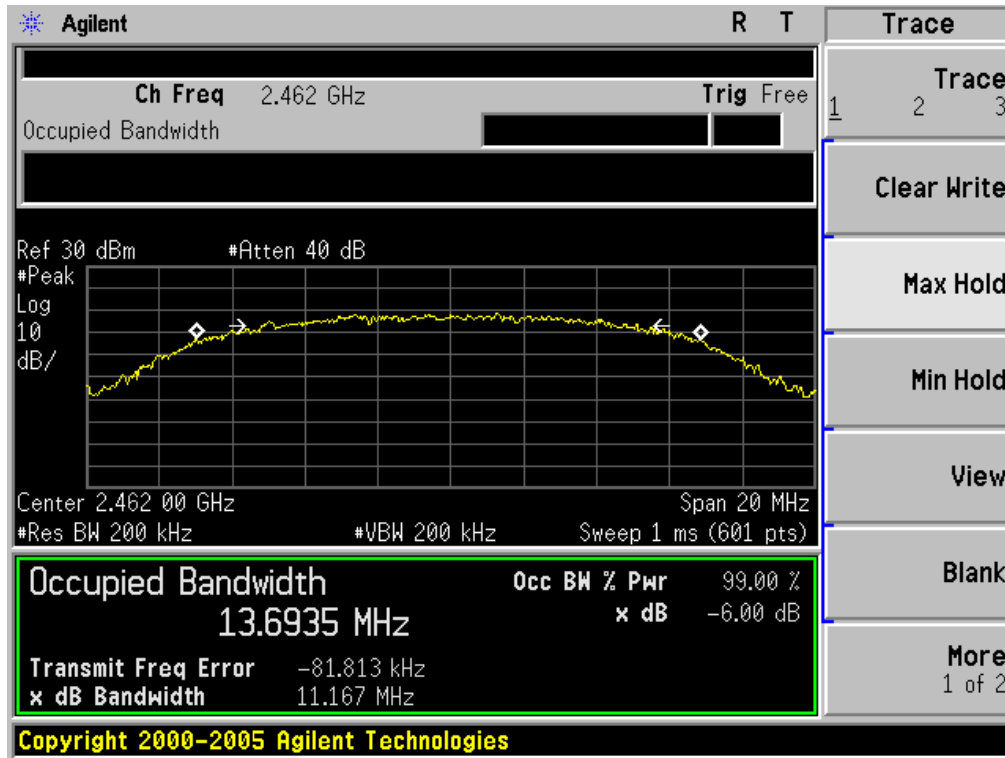 Agilent R T Trace
Ch Freq 2.462 GHz Trig Free
Occupied Bandwidth
Trace
1 2 3
Clear Write
Max Hold
Min Hold
View
Blank
More
1 of 2
Ref 30 dBm #Atten 40 dB
#Peak
Log
10
dB/
Center 2.462 00 GHz Span 20 MHz
#Res BW 200 kHz #VBW 200 kHz Sweep 1 ms (601 pts)
Occupied Bandwidth
13.6935 MHz
Occ BW % Pwr 99.00 %
x dB -6.00 dB
Transmit Freq Error -81.813 kHz
x dB Bandwidth 11.167 MHz
Copyright 2000-2005 Agilent Technologies